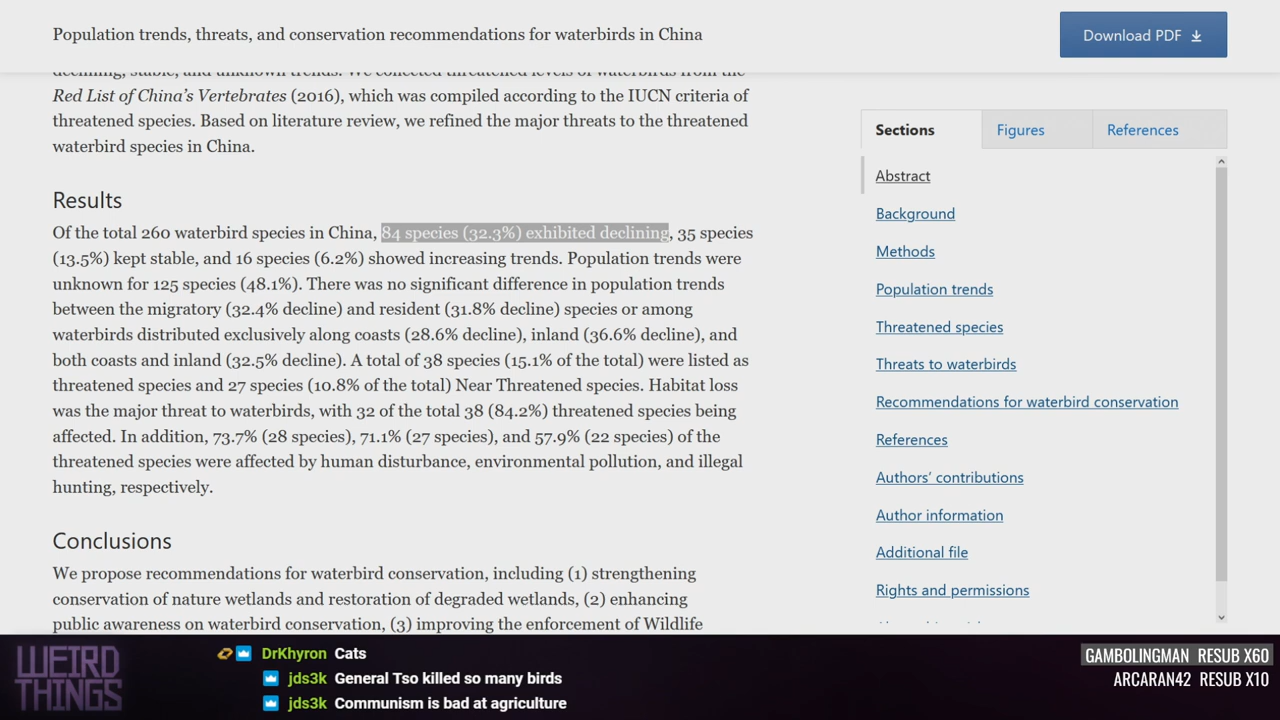 Population trends, threats, and conservation recommendations for waterbirds in China
Download PDF
declining, stable, and unknown trends. We collected threatened levels of waterbirds from the
Red List of China's Vertebrates (2016), which was compiled according to the IUCN criteria of
threatened species. Based on literature review, we refined the major threats to the threatened
waterbird species in China.
Results
Of the total 260 waterbird species in China, 84 species (32.3%) exhibited declining, 35 species
(13.5%) kept stable, and 16 species (6.2%) showed increasing trends. Population trends were
unknown for 125 species (48.1%). There was no significant difference in population trends
between the migratory (32.4% decline) and resident (31.8% decline) species or among
waterbirds distributed exclusively along coasts (28.6% decline), inland (36.6% decline), and
both coasts and inland (32.5% decline). A total of 38 species (15.1% of the total) were listed as
threatened species and 27 species (10.8% of the total) Near Threatened species. Habitat loss
was the major threat to waterbirds, with 32 of the total 38 (84.2%) threatened species being
affected. In addition, 73.7% (28 species), 71.1% (27 species), and 57.9% (22 species) of the
threatened species were affected by human disturbance, environmental pollution, and illegal
hunting, respectively.
Conclusions
We propose recommendations for waterbird conservation, including (1) strengthening
conservation of nature wetlands and restoration of degraded wetlands, (2) enhancing
public awareness on waterbird conservation, (3) improving the enforcement of Wildlife
Sections
Figures
References
Abstract
Background
Methods
Population trends
Threatened species
Threats to waterbirds
Recommendations for waterbird conservation
References
Authors' contributions
Author information
Additional file
Rights and permissions
WEIRD
THINGS
DrKhyron Cats
jds3k General Tso killed so many birds
jds3k Communism is bad at agriculture
GAMBOLINGMAN RESUB X60
ARCARAN42 RESUB X10